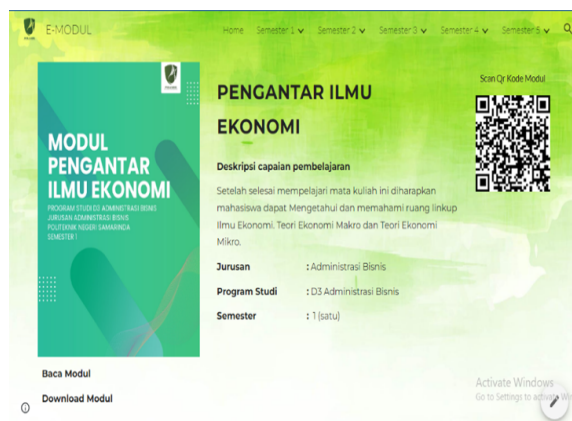 E-MODUL
Home Semester 1 Semester 2 Semester 3 Semester 4 Semester 5
MODUL
PENGANTAR
ILMU EKONOMI
PROGRAM STUDI D3 ADMINISTRASI BISNIS
JURUSAN ADMINISTRASI BISNIS
POLITEKNIK NEGERI SAMARINDA
SEMESTER 1
PENGANTAR ILMU
EKONOMI
Deskripsi capaian pembelajaran
Setelah selesai mempelajari mata kuliah ini diharapkan
mahasiswa dapat Mengetahui dan memahami ruang linkup
Ilmu Ekonomi, Teori Ekonomi Makro dan Teori Ekonomi
Mikro.
Jurusan : Administrasi Bisnis
Program Studi : D3 Administrasi Bisnis
Semester : 1 (satu)
Scan Qr Kode Modul
Baca Modul
Download Modul
Activate Windows
Go to Settings to activate Wi